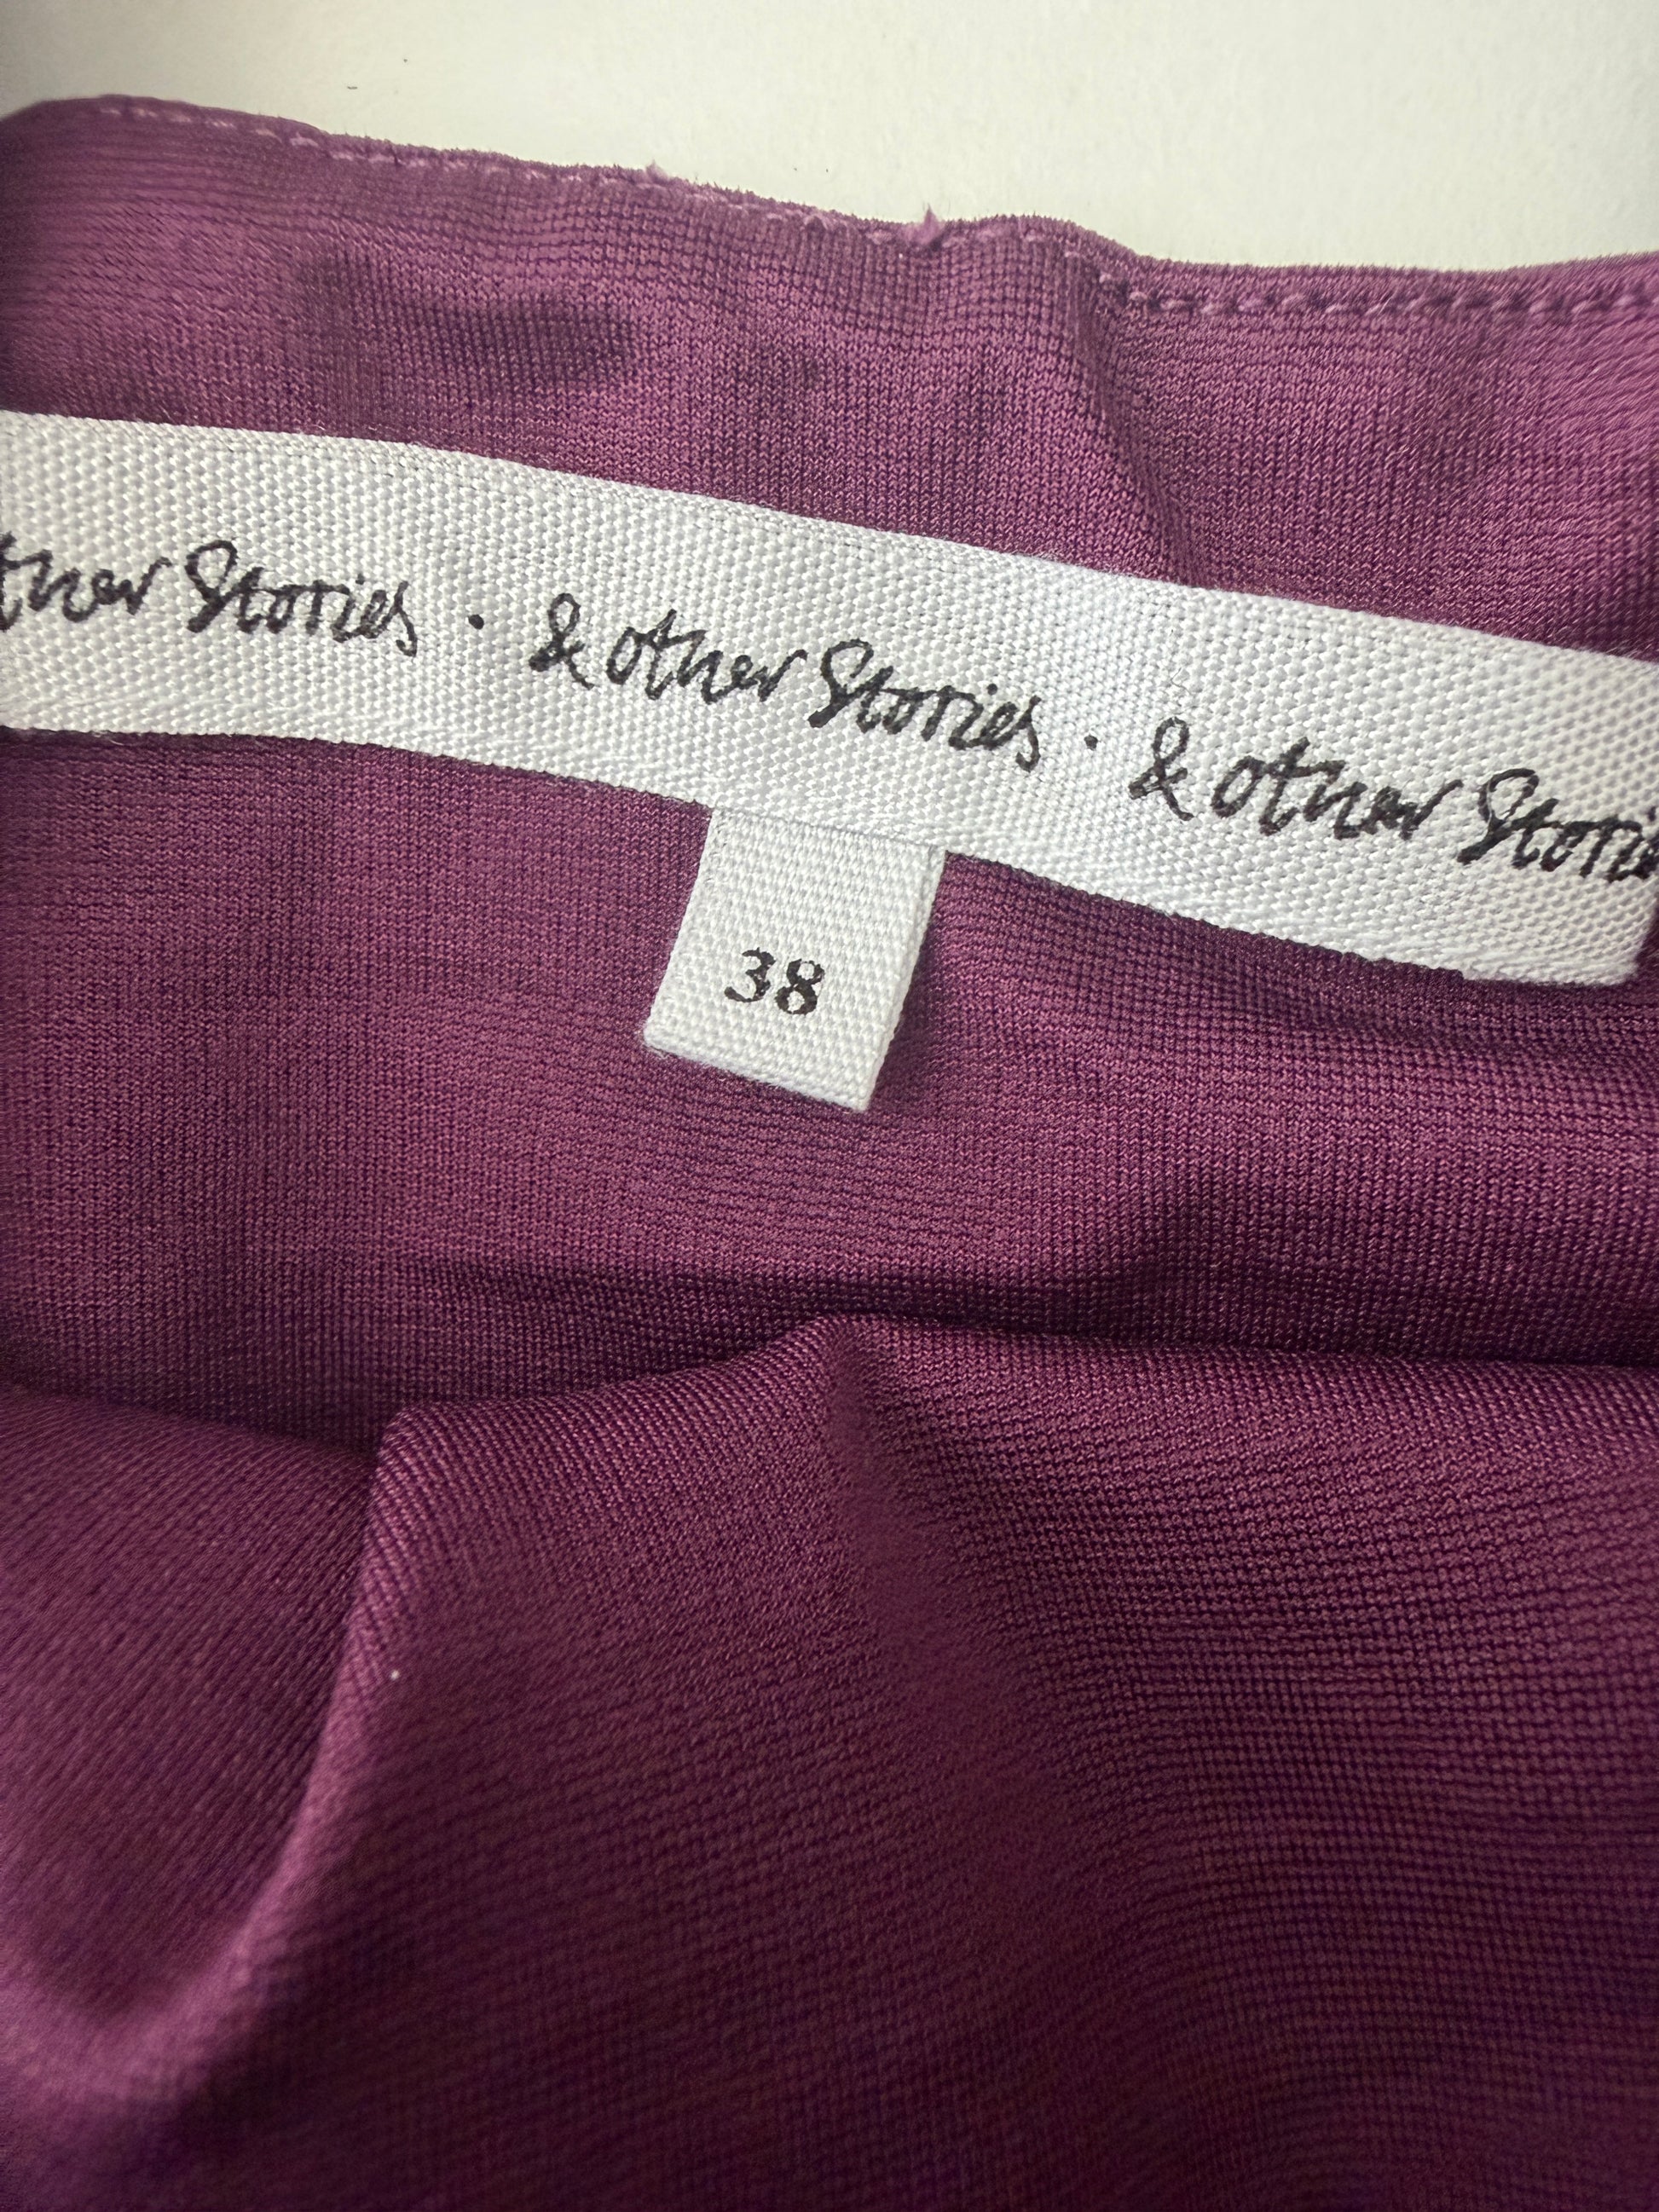 ther Stories · & other Stories · & other Storie
38